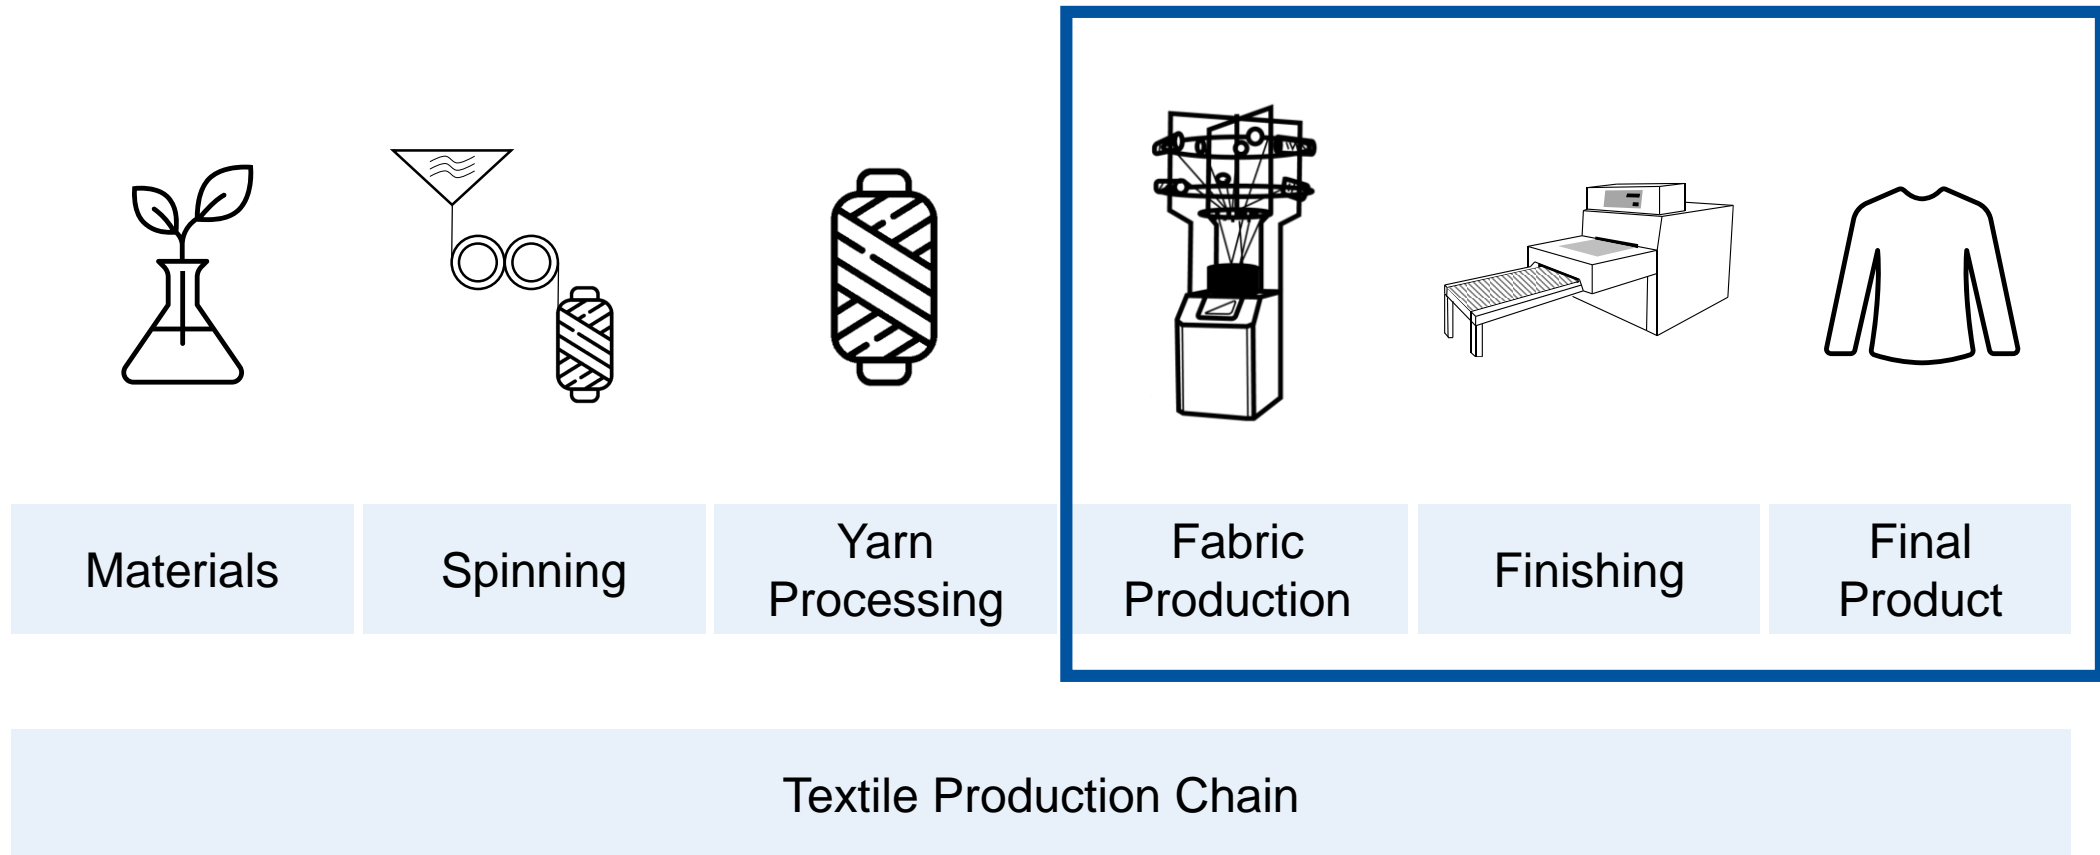 Materials
Spinning
Yarn
Processing
Fabric
Production
Finishing
Final
Product
Textile Production Chain